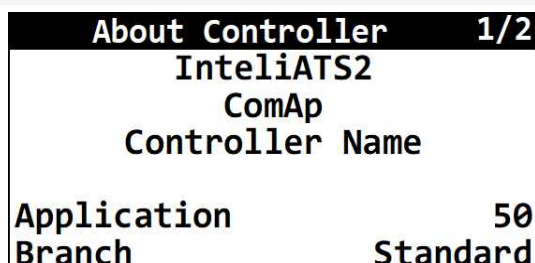 About Controller 1/2
InteliATS2
ComAp
Controller Name
Application 50
Branch Standard